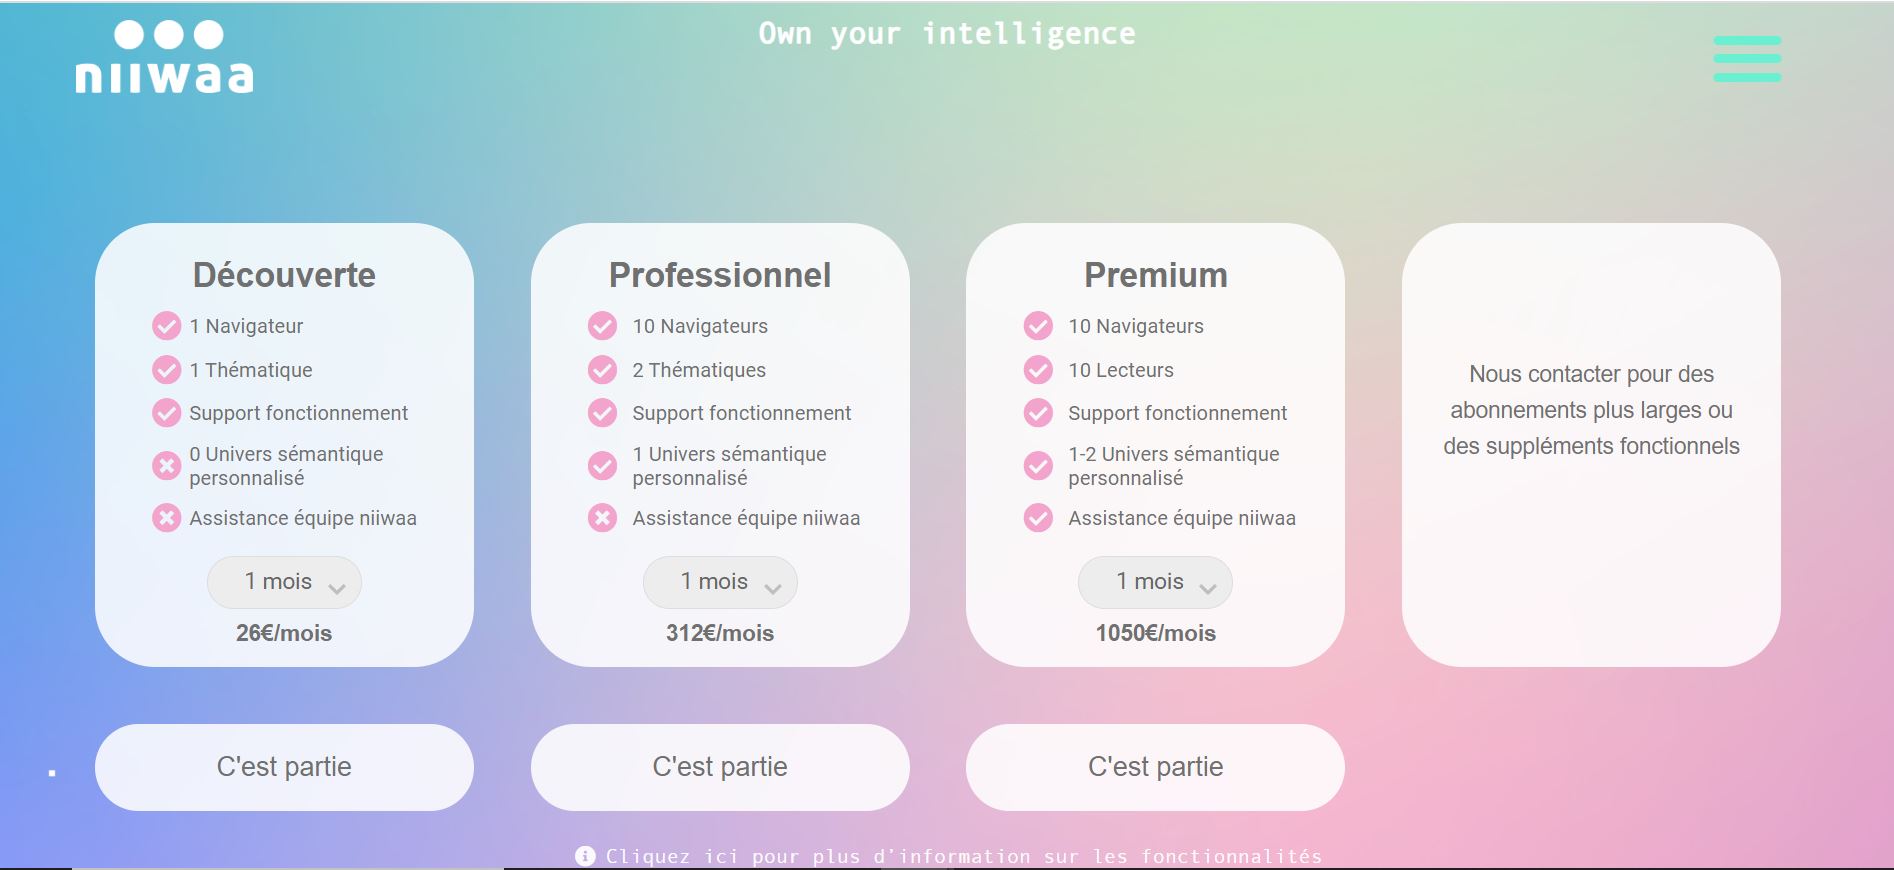 niiwaa
Own your intelligence
Découverte
1 Navigateur
1 Thématique
Support fonctionnement
0 Univers sémantique
personnalisé
Assistance équipe niiwaa
1 mois
26€/mois
C'est partie
Professionnel
10 Navigateurs
2 Thématiques
Support fonctionnement
1 Univers sémantique
personnalisé
Assistance équipe niiwaa
1 mois
312€/mois
C'est partie
Premium
10 Navigateurs
10 Lecteurs
Support fonctionnement
1-2 Univers sémantique
personnalisé
Assistance équipe niiwaa
1 mois
1050€/mois
C'est partie
Nous contacter pour des
abonnements plus larges ou
des suppléments fonctionnels
Cliquez ici pour plus d'information sur les fonctionnalités